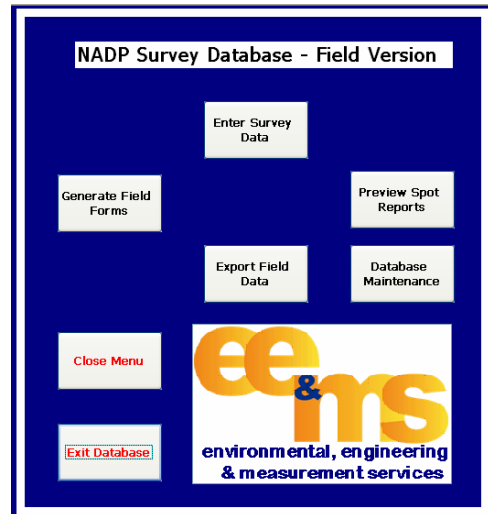 NADP Survey Database - Field Version
Enter Survey
Data
Generate Field
Forms
Preview Spot
Reports
Export Field
Data
Database
Maintenance
Close Menu
Exit Database
ee
&
ms
environmental, engineering
& measurement services